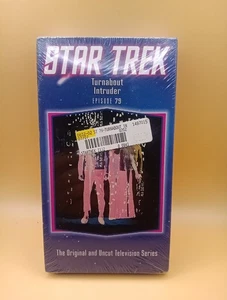 STAR TREK
Turnabout
Intruder
EPISODE 79
The Original and Uncut Television Series